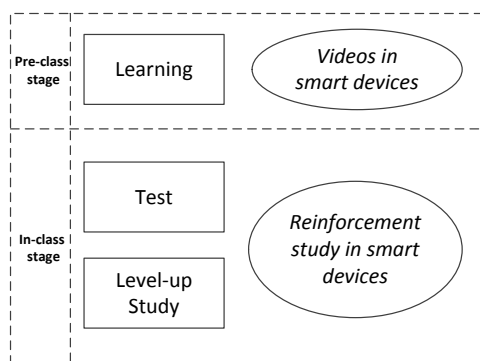 Pre-class
stage
Learning
Videos in
smart devices
In-class
stage
Test
Level-up
Study
Reinforcement
study in smart
devices